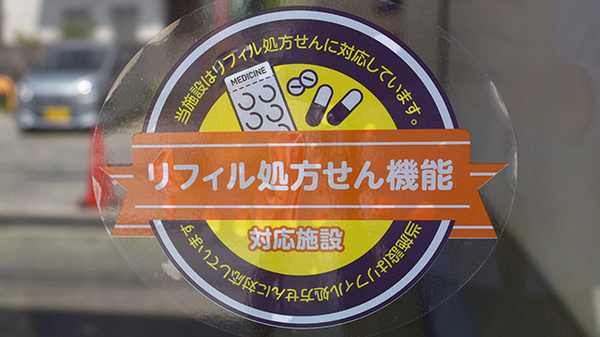 当施設はリフィル処方せんに対応しています。
MEDICINE
リフィル処方せん機能
対応施設
当施設はリフィル処方せんに対応しています